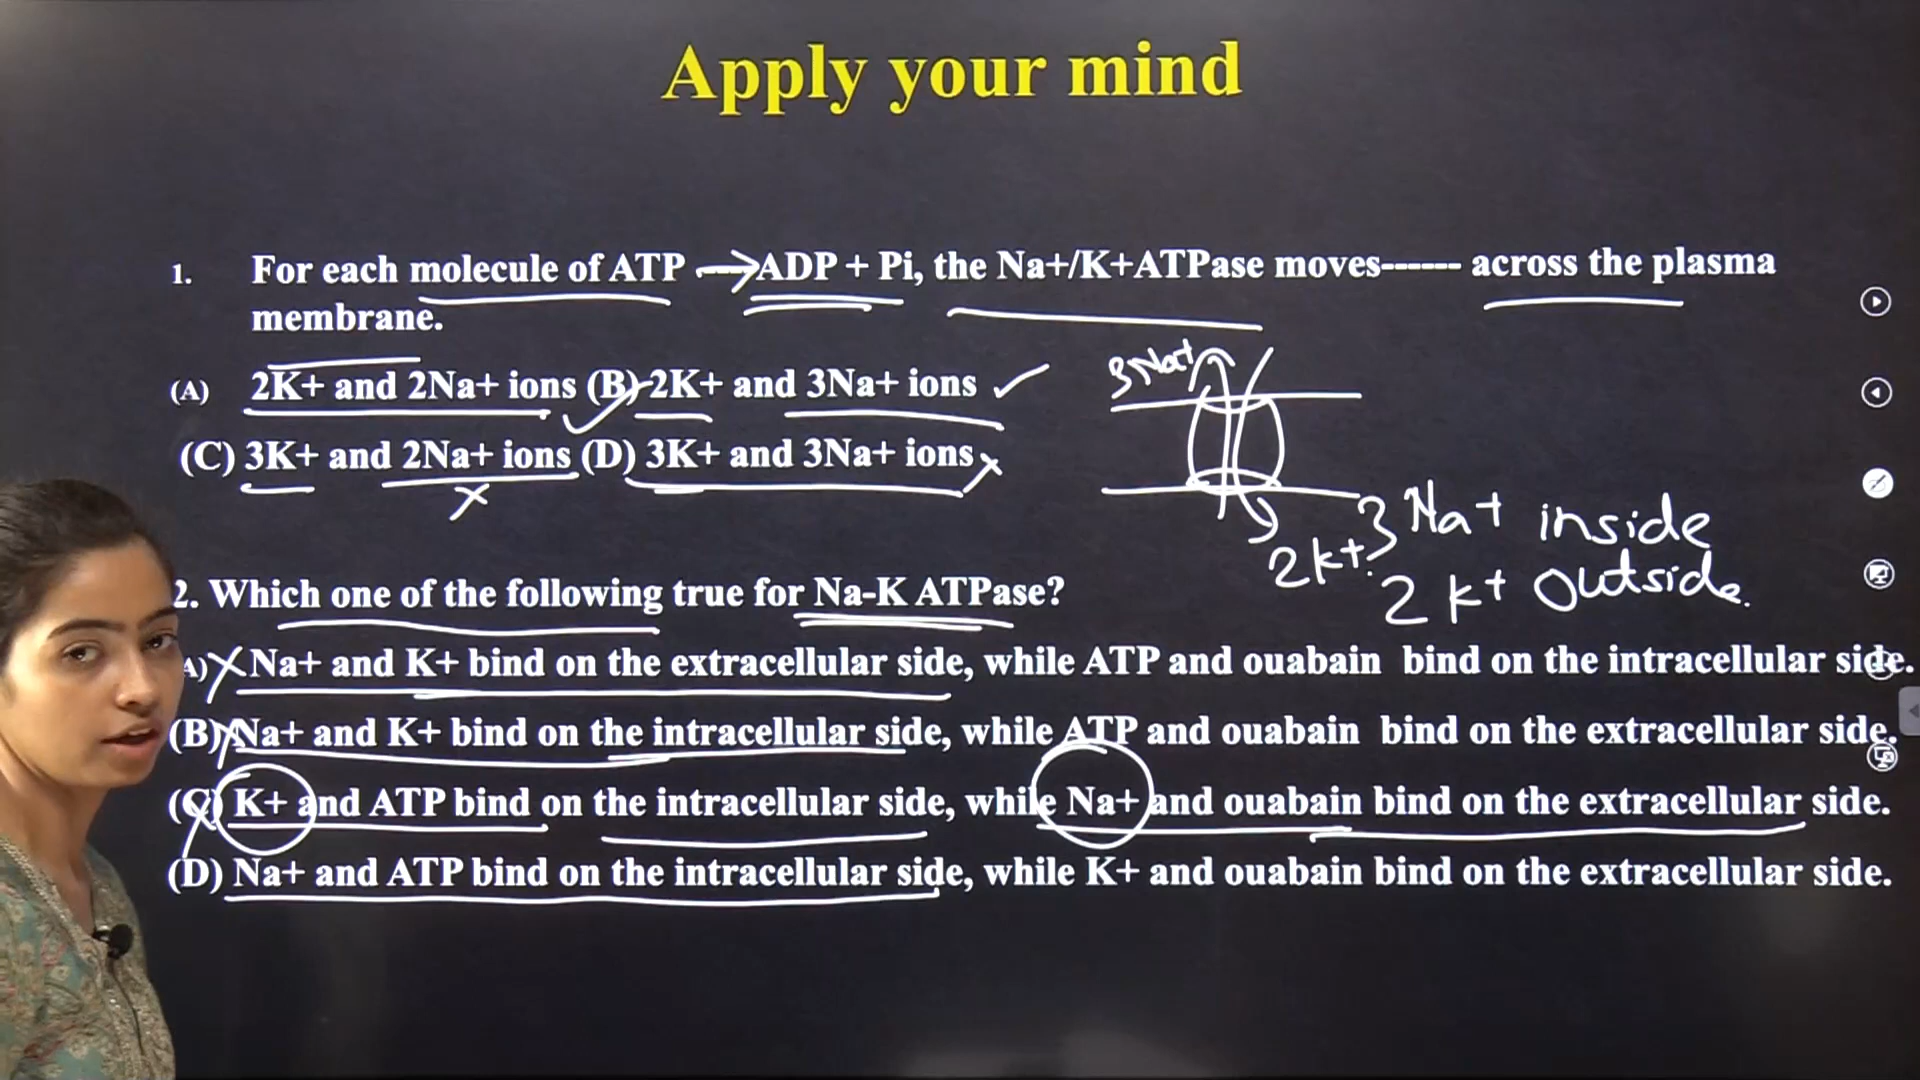 Apply your mind
1. For each molecule of ATP ---->ADP + Pi, the Na+/K+ATPase moves------ across the plasma
membrane.
(A) 2K+ and 2Na+ ions (B) 2K+ and 3Na+ ions
(C) 3K+ and 2Na+ ions (D) 3K+ and 3Na+ ions
3Na+
2K+
3 Na+ inside
2 K+ outside.
2. Which one of the following true for Na-K ATPase?
A) Na+ and K+ bind on the extracellular side, while ATP and ouabain bind on the intracellular side.
(B) Na+ and K+ bind on the intracellular side, while ATP and ouabain bind on the extracellular side.
(C) K+ and ATP bind on the intracellular side, while Na+ and ouabain bind on the extracellular side.
(D) Na+ and ATP bind on the intracellular side, while K+ and ouabain bind on the extracellular side.